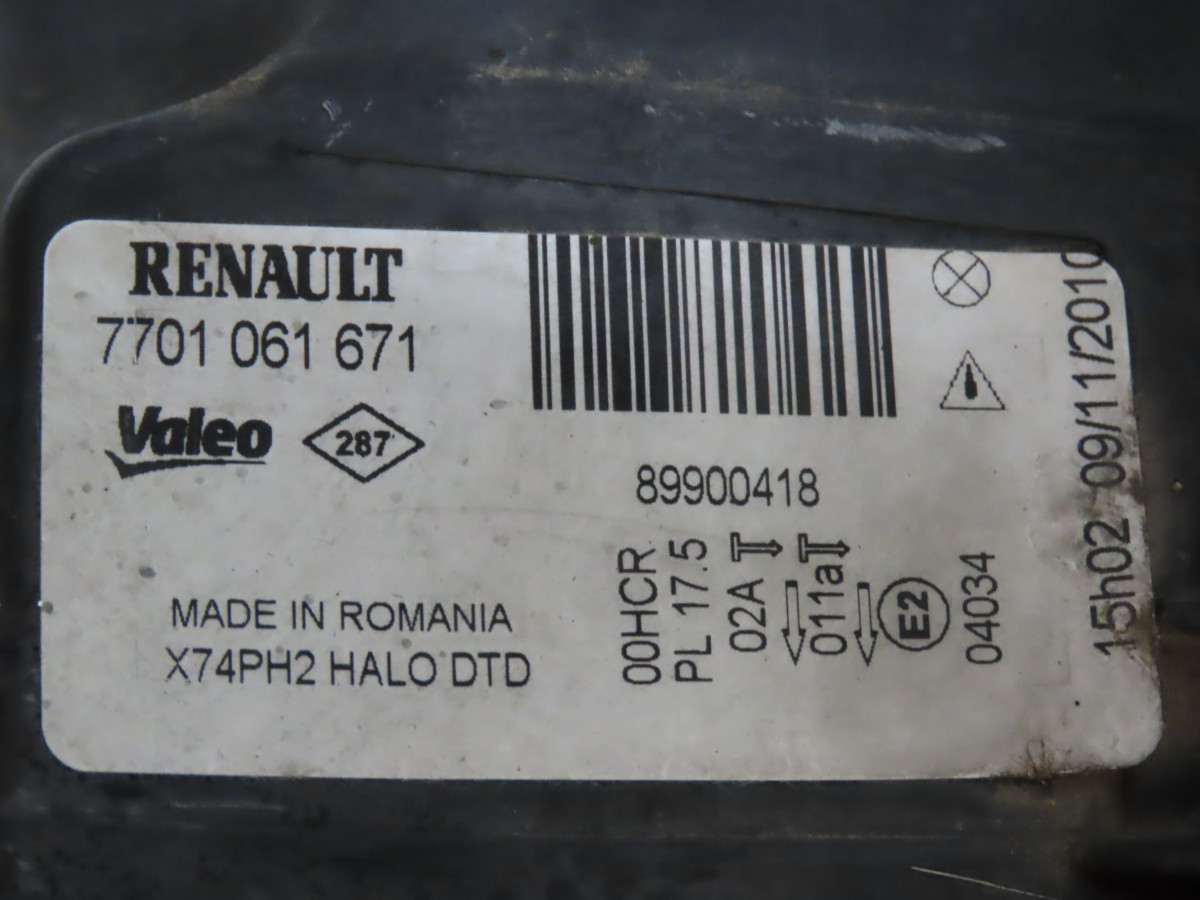 RENAULT
7701 061 671
Valeo
287
89900418
MADE IN ROMANIA
X74PH2 HALO DTD
00HCR
PL 17.5
02A
011a
E2
04034
15h02 09/11/2010